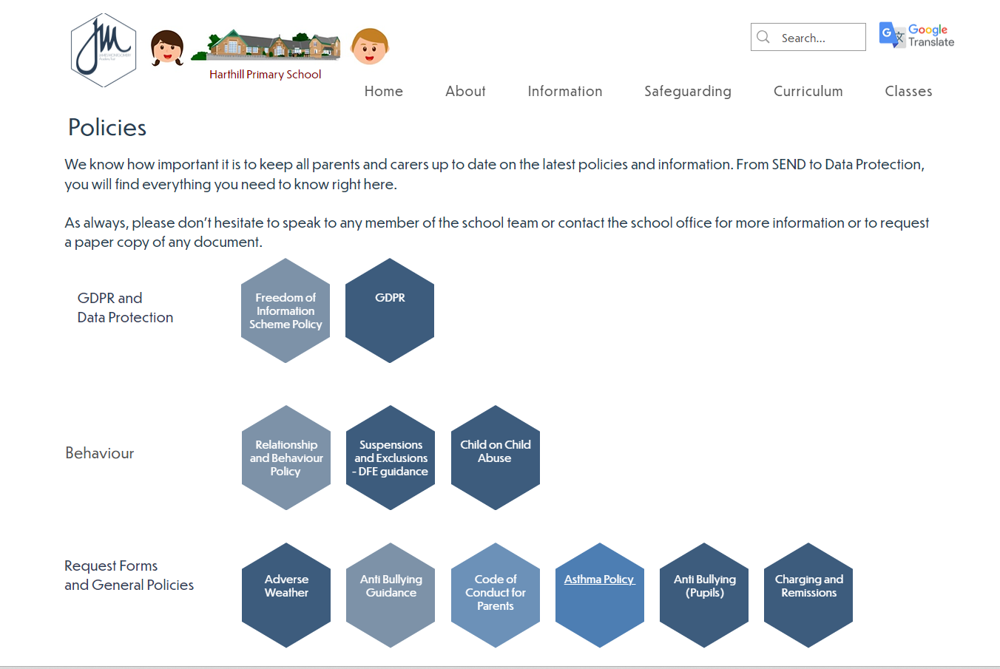 JM
JAMES MONTGOMERY
Academy Trust
Harthill Primary School
Search...
G
文
Google
Translate
Home
About
Information
Safeguarding
Curriculum
Classes
Policies
We know how important it is to keep all parents and carers up to date on the latest policies and information. From SEND to Data Protection,
you will find everything you need to know right here.
As always, please don't hesitate to speak to any member of the school team or contact the school office for more information or to request
a paper copy of any document.
GDPR and
Data Protection
Freedom of
Information
Scheme Policy
GDPR
Behaviour
Relationship
and Behaviour
Policy
Suspensions
and Exclusions
- DFE guidance
Child on Child
Abuse
Request Forms
and General Policies
Adverse
Weather
Anti Bullying
Guidance
Code of
Conduct for
Parents
Asthma Policy
Anti Bullying
(Pupils)
Charging and
Remissions